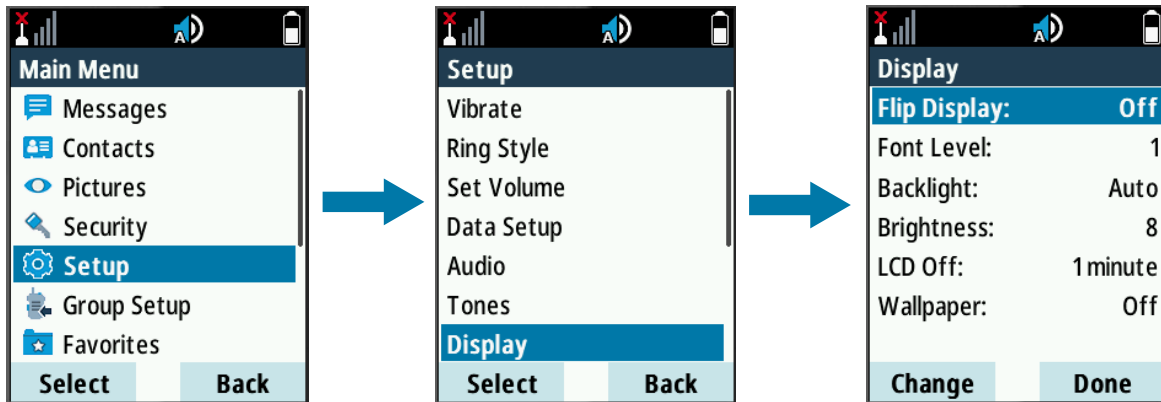 A
Main Menu
Messages
Contacts
Pictures
Security
Setup
Group Setup
Favorites
Select Back
A
Setup
Vibrate
Ring Style
Set Volume
Data Setup
Audio
Tones
Display
Select Back
A
Display
Flip Display: Off
Font Level: 1
Backlight: Auto
Brightness: 8
LCD Off: 1 minute
Wallpaper: Off
Change Done